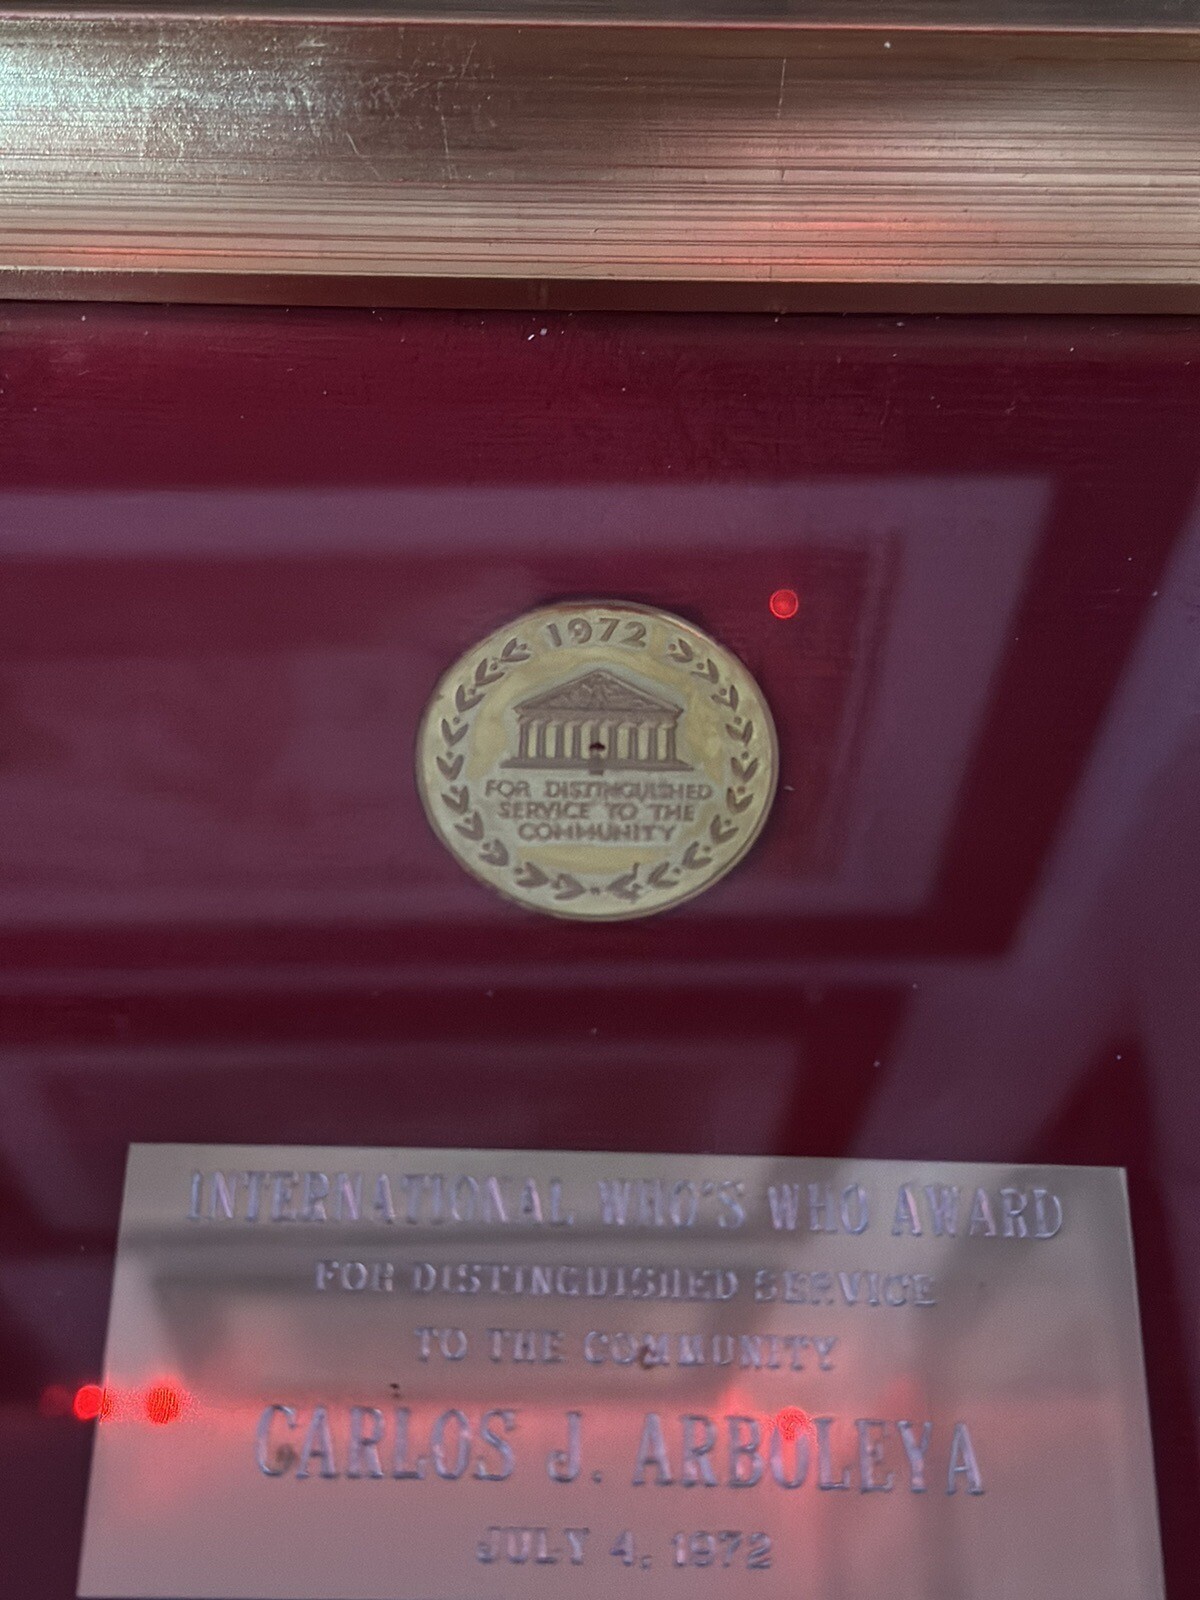 1972
FOR DISTINGUISHED
SERVICE TO THE
COMMUNITY
INTERNATIONAL WHO'S WHO AWARD
FOR DISTINGUISHED SERVICE
TO THE COMMUNITY
CARLOS J. ARBOLEYA
JULY 4, 1972